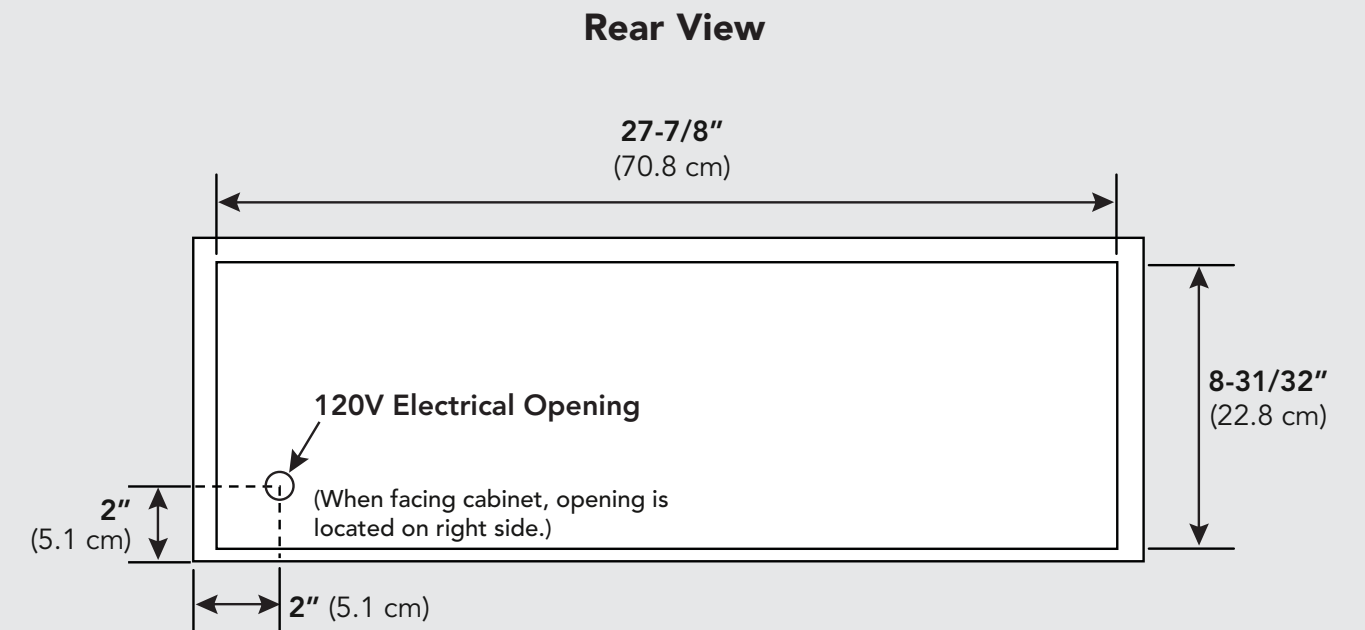 Rear View
27-7/8”
(70.8 cm)
8-31/32”
(22.8 cm)
120V Electrical Opening
(When facing cabinet, opening is
located on right side.)
2”
(5.1 cm)
2” (5.1 cm)